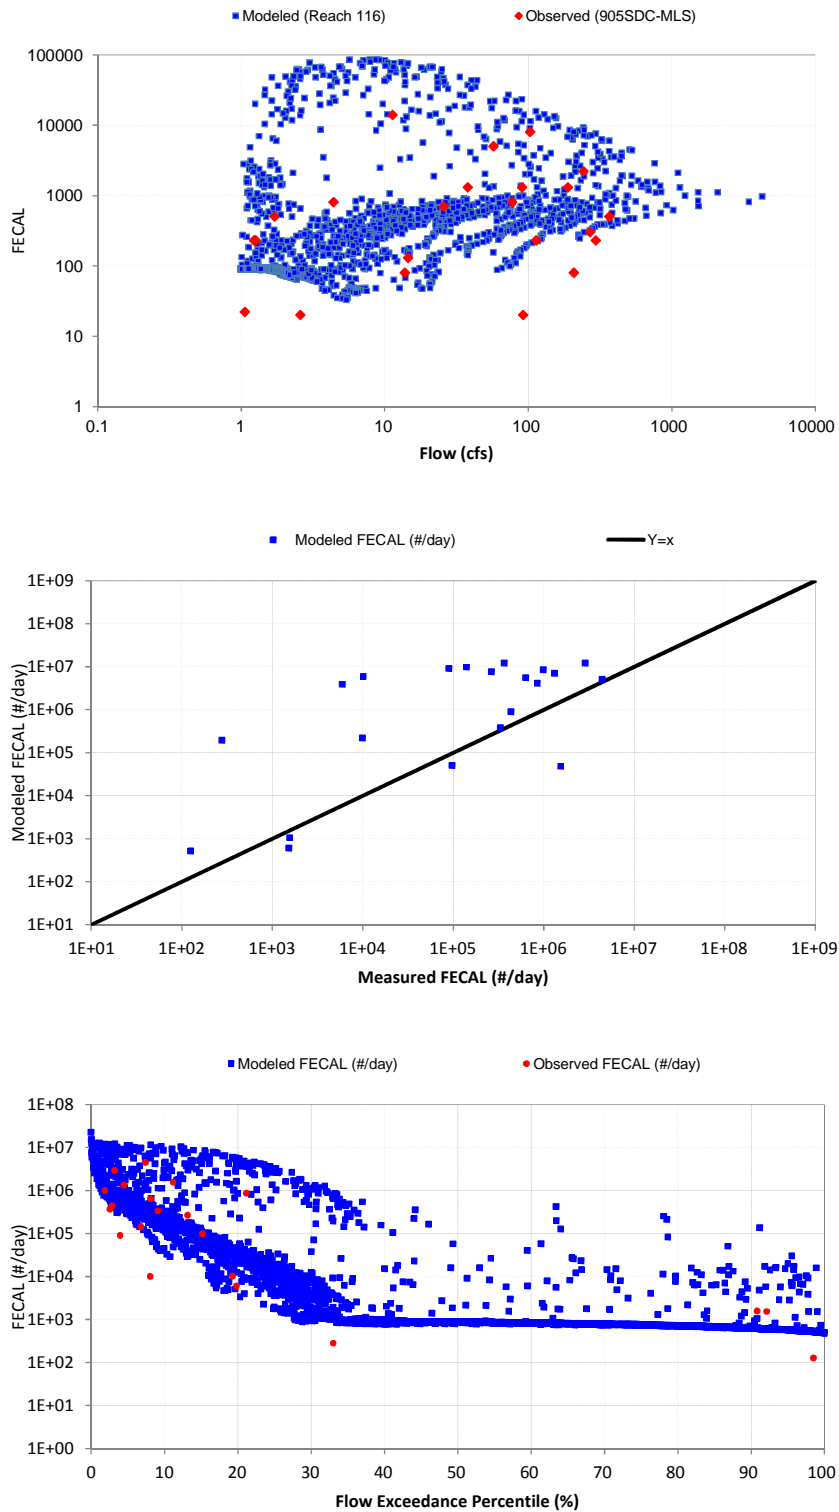 Modeled (Reach 116) Observed (905SDC-MLS)
100000
10000
1000
100
10
1
FECAL
0.1 1 10 100 1000 10000
Flow (cfs)
Modeled FECAL (#/day) Y=x
1E+09
1E+08
1E+07
1E+06
1E+05
1E+04
1E+03
1E+02
1E+01
Modeled FECAL (#/day)
1E+01 1E+02 1E+03 1E+04 1E+05 1E+06 1E+07 1E+08 1E+09
Measured FECAL (#/day)
Modeled FECAL (#/day) Observed FECAL (#/day)
1E+08
1E+07
1E+06
1E+05
1E+04
1E+03
1E+02
1E+01
1E+00
FECAL (#/day)
0 10 20 30 40 50 60 70 80 90 100
Flow Exceedance Percentile (%)